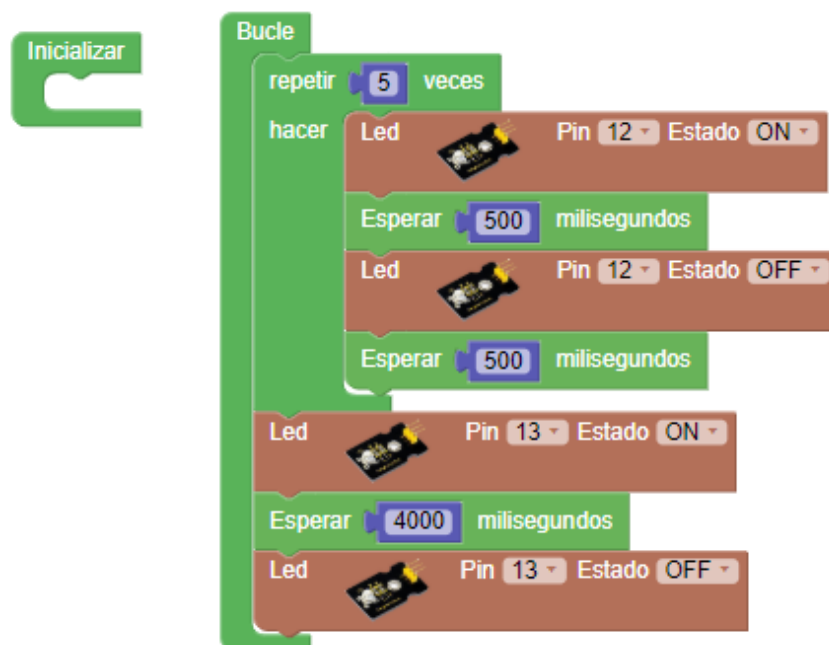 Inicializar
Bucle
repetir 5 veces
hacer
Led Pin 12 Estado ON
Esperar 500 milisegundos
Led Pin 12 Estado OFF
Esperar 500 milisegundos
Led Pin 13 Estado ON
Esperar 4000 milisegundos
Led Pin 13 Estado OFF